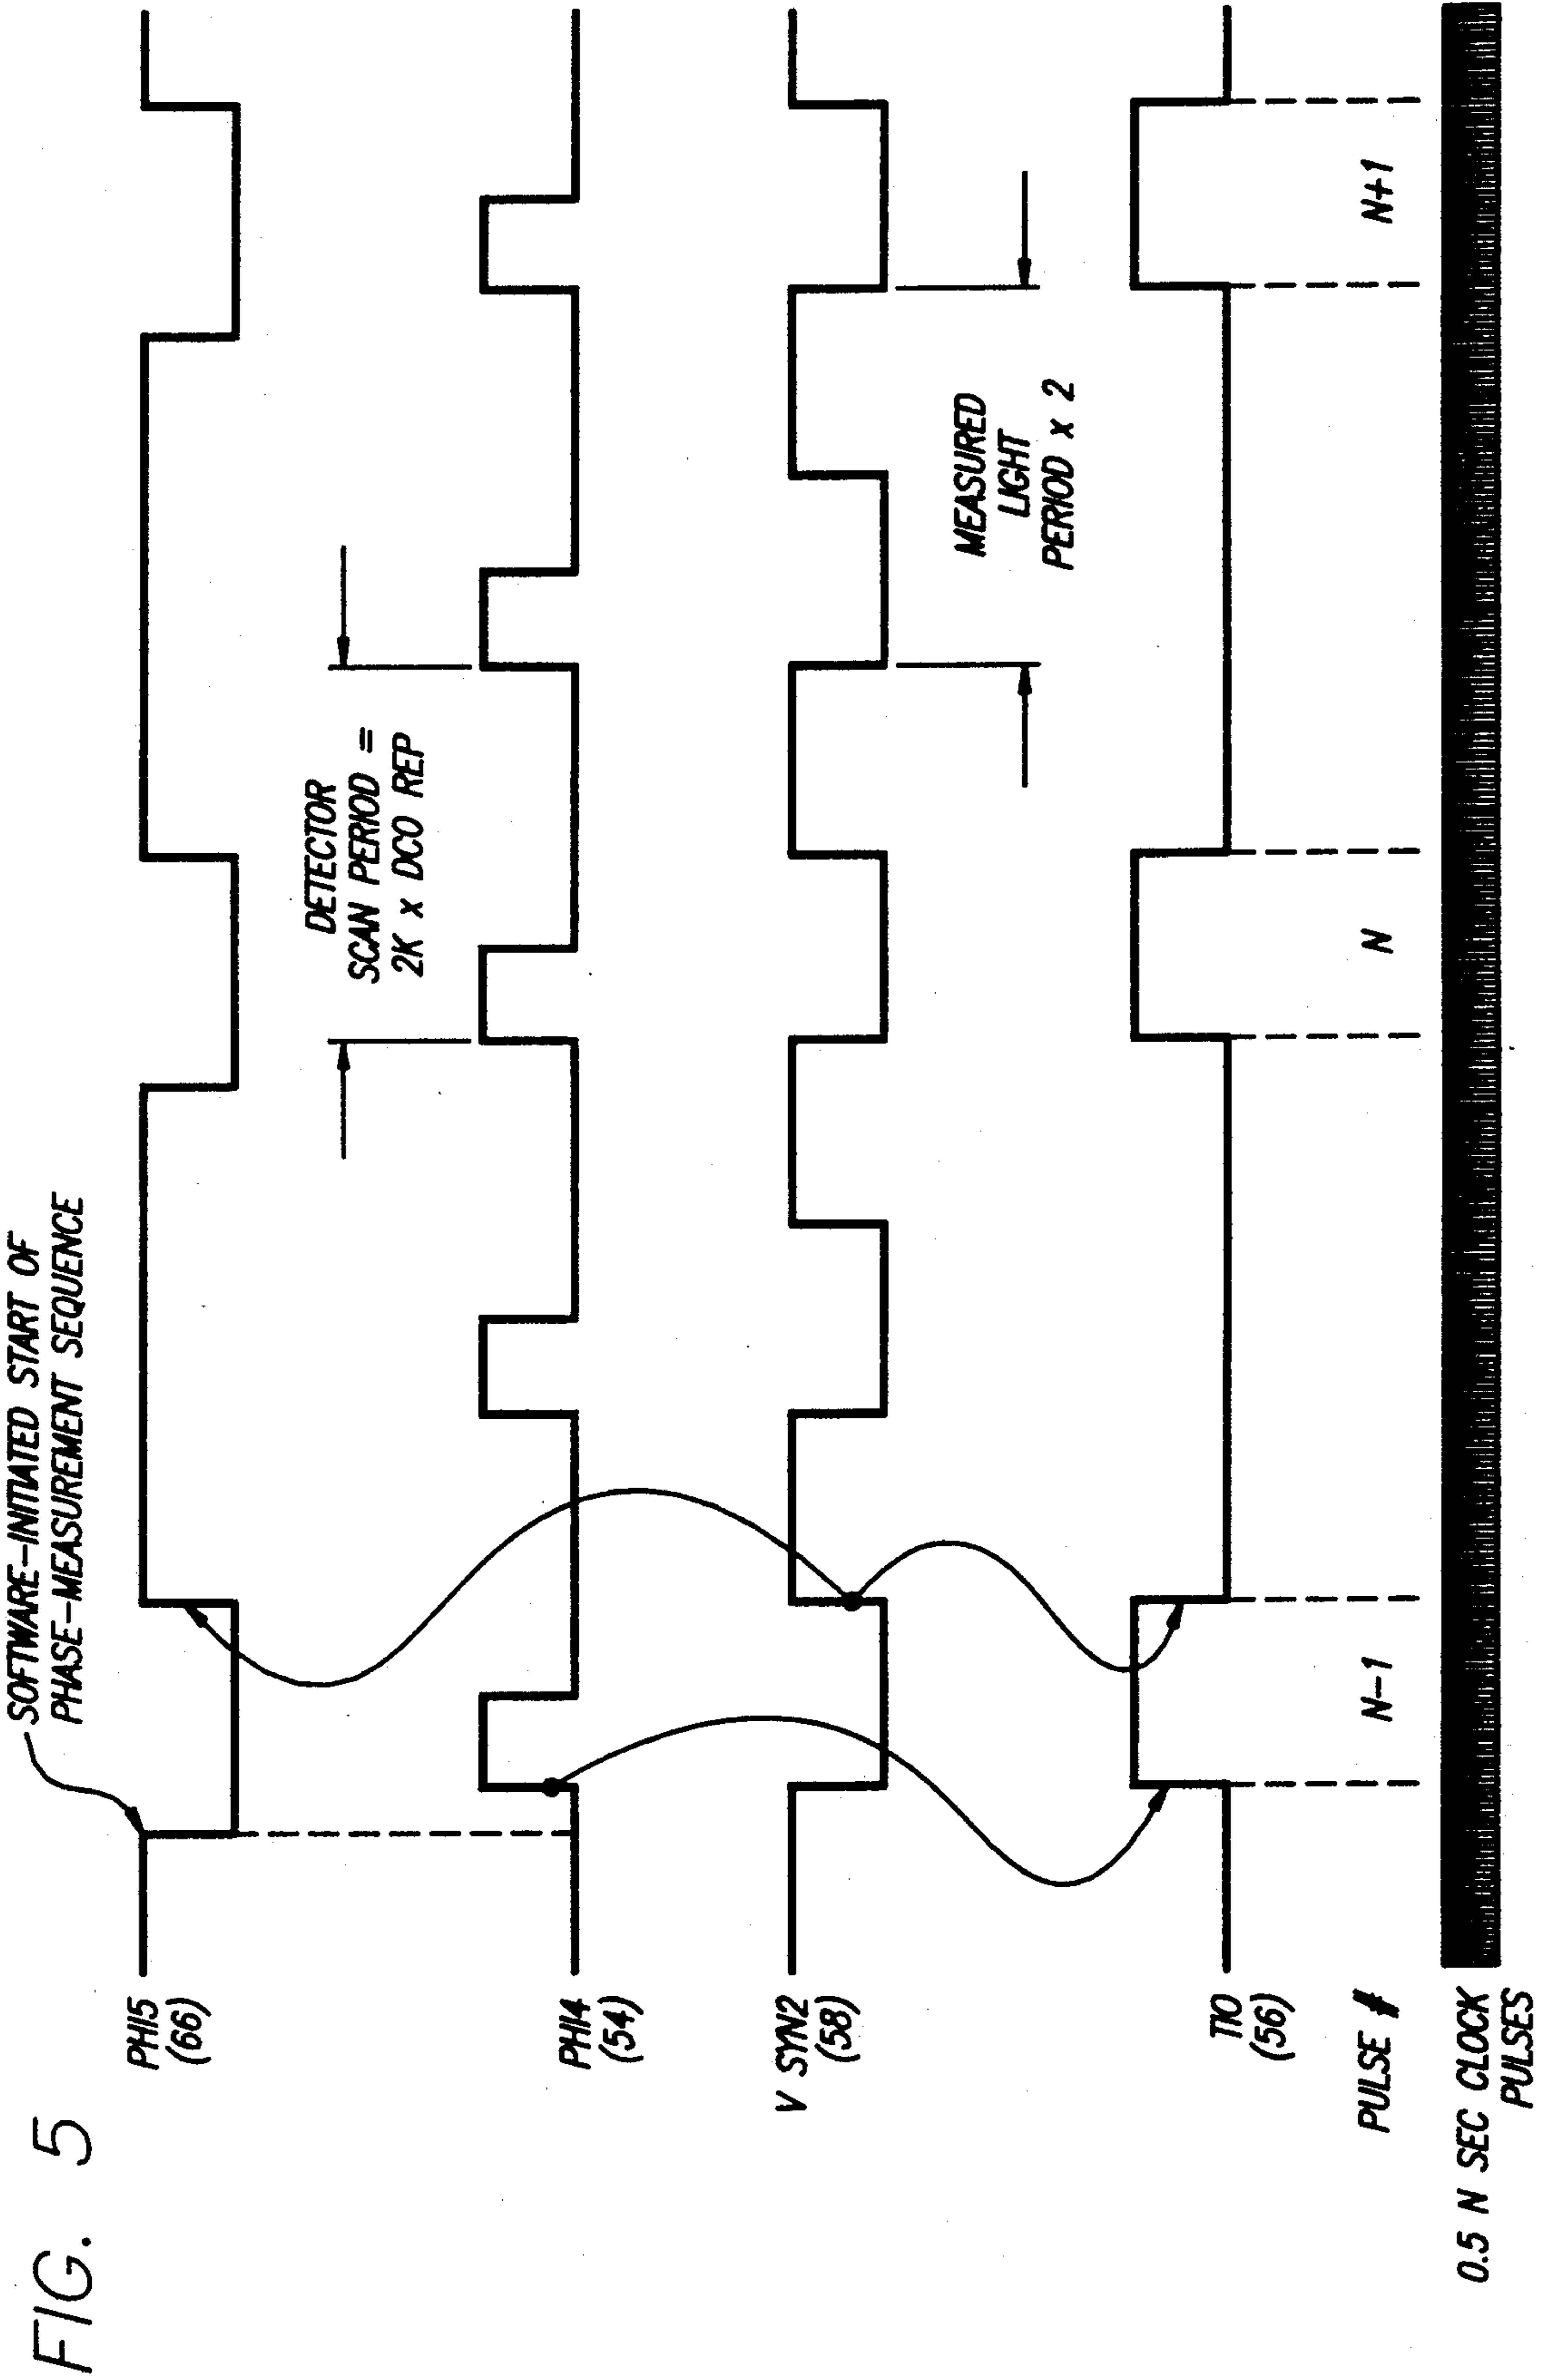 FIG. 5
SOFTWARE-INITIATED START OF
PHASE-MEASUREMENT SEQUENCE
PHI5
(66)
DETECTOR
SCAN PERIOD =
2K x DCO REP
PHI4
(54)
V SYN2
(58)
MEASURED
LIGHT
PERIOD x 2
TIO
(56)
PULSE #
N-1
N
N+1
0.5 N SEC CLOCK
PULSES